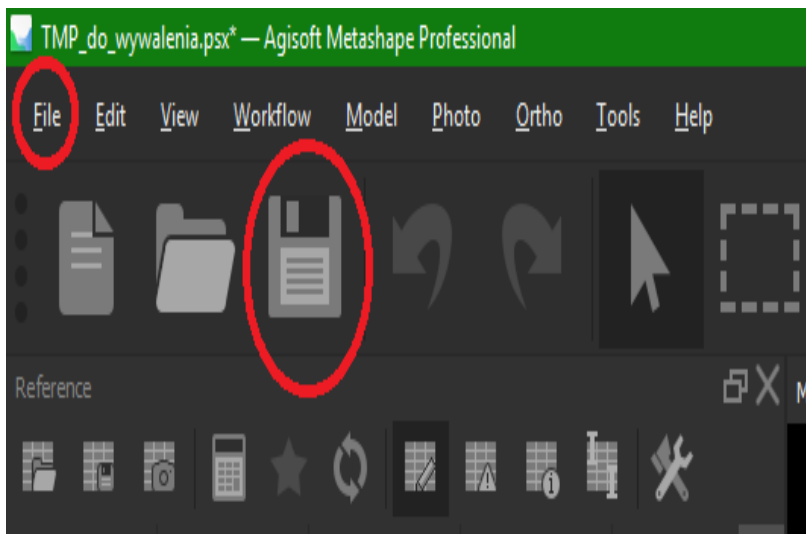 TMP_do_wywalenia.psx* — Agisoft Metashape Professional
File Edit View Workflow Model Photo Ortho Tools Help
Reference